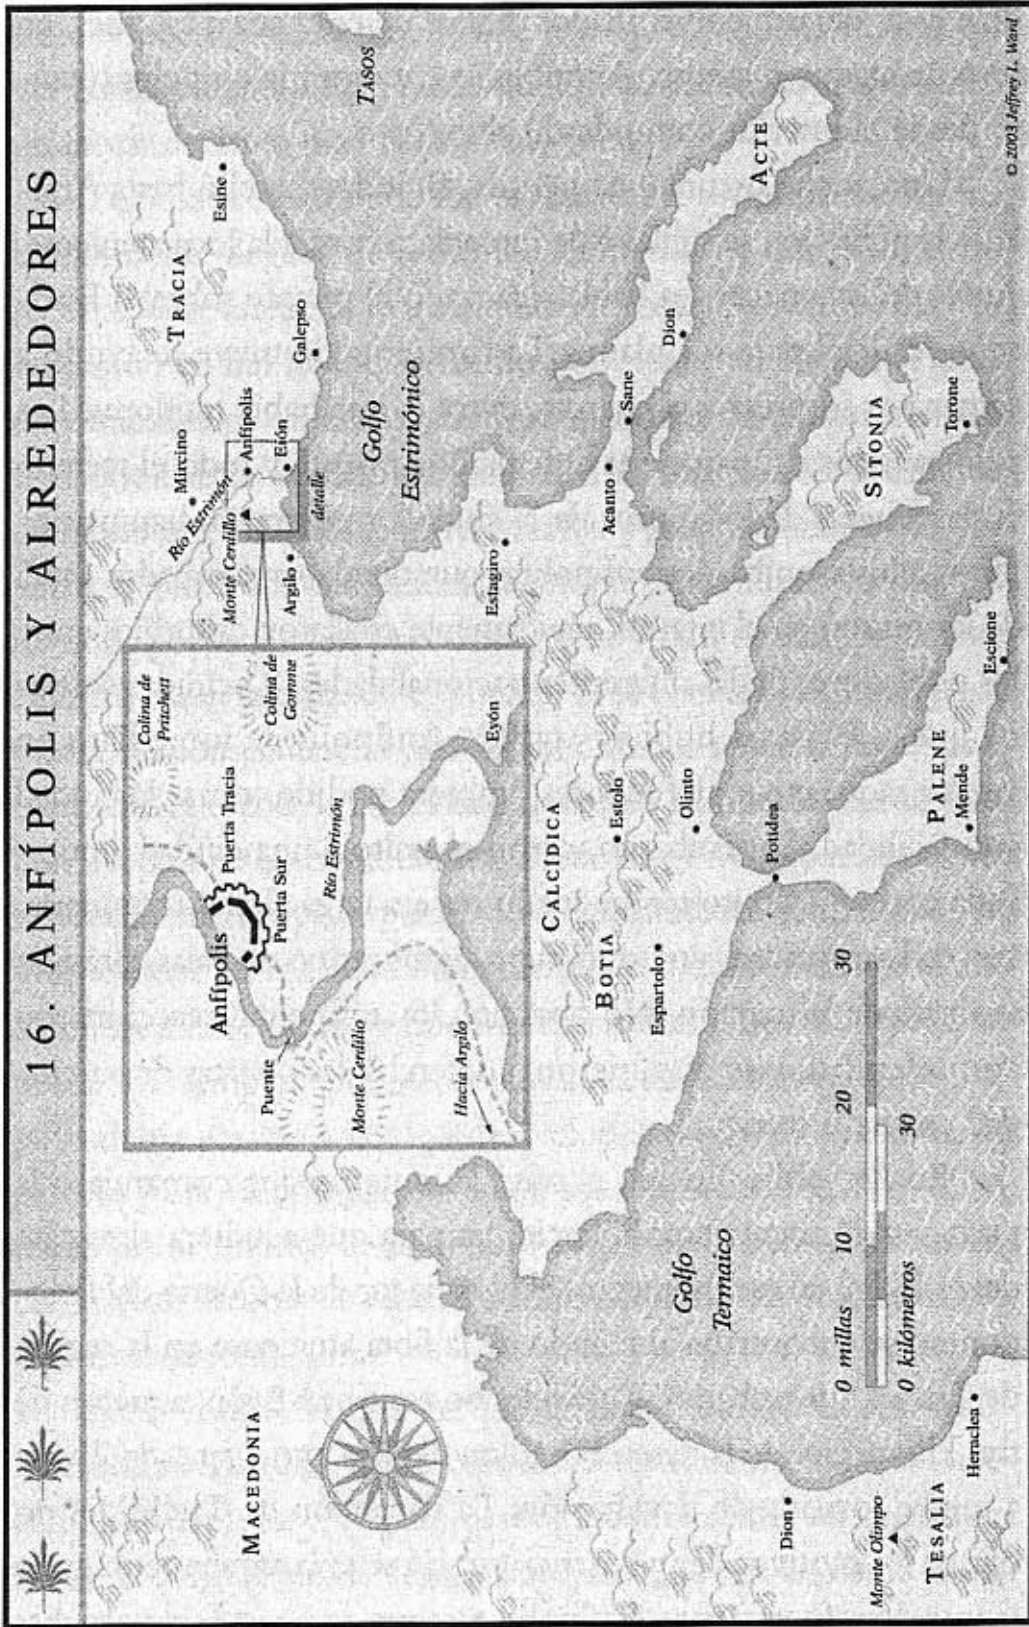 16. ANFÍPOLIS Y ALREDEDORES
MACEDONIA
TRACIA
Mircino
Esine
Río Estrimón
Anfípolis
Monte Cerdillo
Eión
Galepso
Argilo
detalle
TASOS
Golfo
Estrimónico
Colina de
Pritchett
Puerta Tracia
Anfípolis
Puerta Sur
Colina de
Gomme
Puente
Río Estrimón
Monte Cerdilio
Eyón
Hacia Argilo
Estagiro
CALCÍDICA
BOTIA
Estolo
Espartolo
Olinto
Acanto
Sane
Dion
ACTE
Golfo
Termaico
Potidea
SITONIA
Torone
PALENE
Mende
Escione
Dion
Monte Olimpo
TESALIA
Heraclea
0 millas 10 20 30
0 kilómetros 30
© 2003 Jeffrey L. Ward